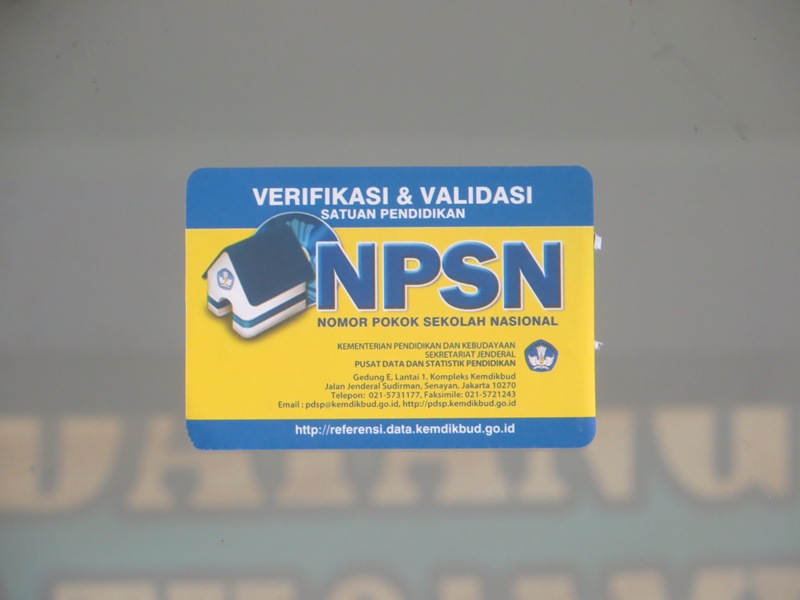 VERIFIKASI & VALIDASI
SATUAN PENDIDIKAN
NPSN
NOMOR POKOK SEKOLAH NASIONAL
KEMENTERIAN PENDIDIKAN DAN KEBUDAYAAN
SEKRETARIAT JENDERAL
PUSAT DATA DAN STATISTIK PENDIDIKAN
Gedung E, Lantai 1, Kompleks Kemdikbud
Jalan Jenderal Sudirman, Senayan, Jakarta 10270
Telepon: 021-5731177, Faksimile: 021-5721243
Email : pdsp@kemdikbud.go.id, http://pdsp.kemdikbud.go.id
http://referensi.data.kemdikbud.go.id